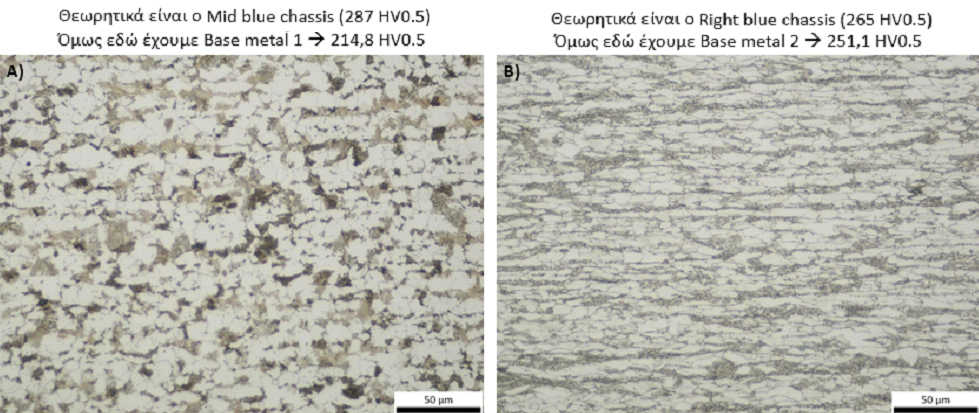 Θεωρητικά είναι ο Mid blue chassis (287 HV0.5)
Όμως εδώ έχουμε Base metal 1 → 214,8 HV0.5
Θεωρητικά είναι ο Right blue chassis (265 HV0.5)
Όμως εδώ έχουμε Base metal 2 → 251,1 HV0.5
A)
B)
50 µm
50 µm